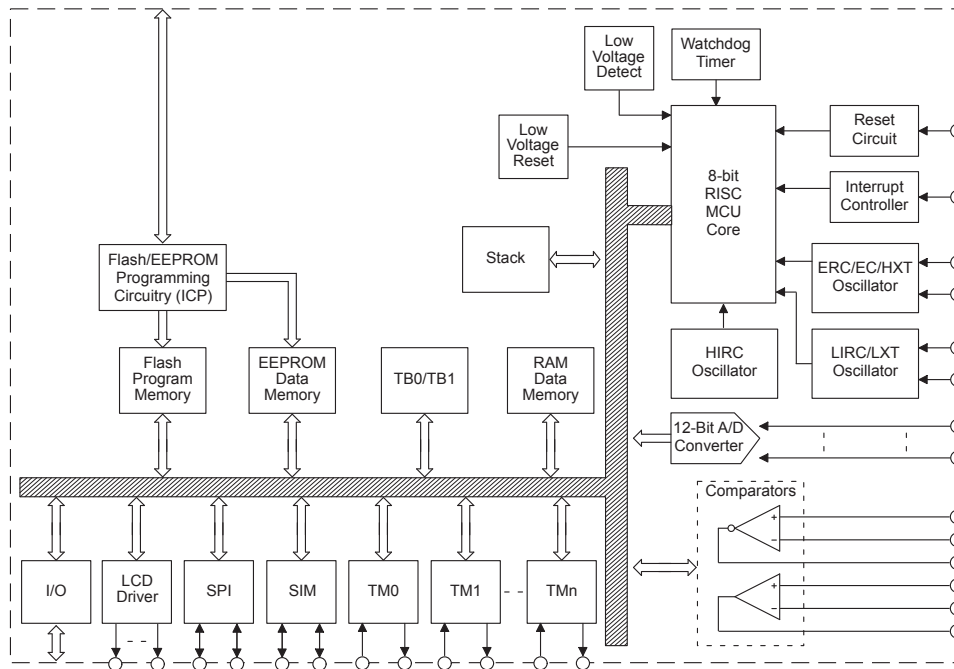 Low
Voltage
Detect
Watchdog
Timer
Low
Voltage
Reset
8-bit
RISC
MCU
Core
Reset
Circuit
Interrupt
Controller
Stack
Flash/EEPROM
Programming
Circuitry (ICP)
ERC/EC/HXT
Oscillator
HIRC
Oscillator
LIRC/LXT
Oscillator
Flash
Program
Memory
EEPROM
Data
Memory
TB0/TB1
RAM
Data
Memory
12-Bit A/D
Converter
Comparators
+
−
+
−
I/O
LCD
Driver
SPI
SIM
TM0
TM1
TMn